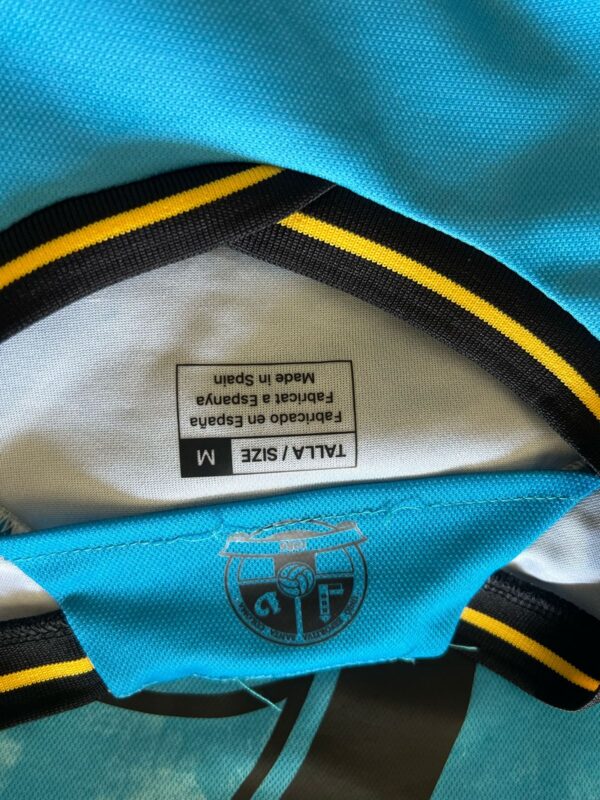 TALLA / SIZE M
Fabricado en España
Fabricat a Espanya
Made in Spain